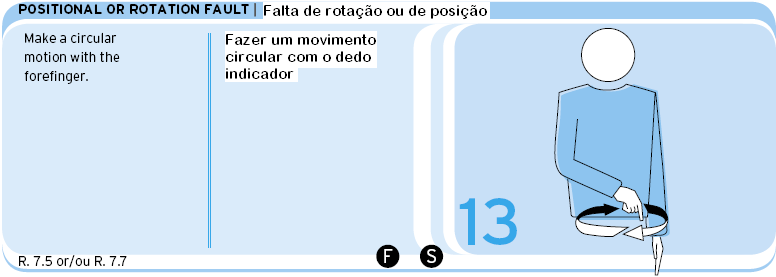 POSITIONAL OR ROTATION FAULT | Falta de rotação ou de posição
Make a circular
motion with the
forefinger.
Fazer um movimento
circular com o dedo
indicador
13
R. 7.5 or/ou R. 7.7
F S